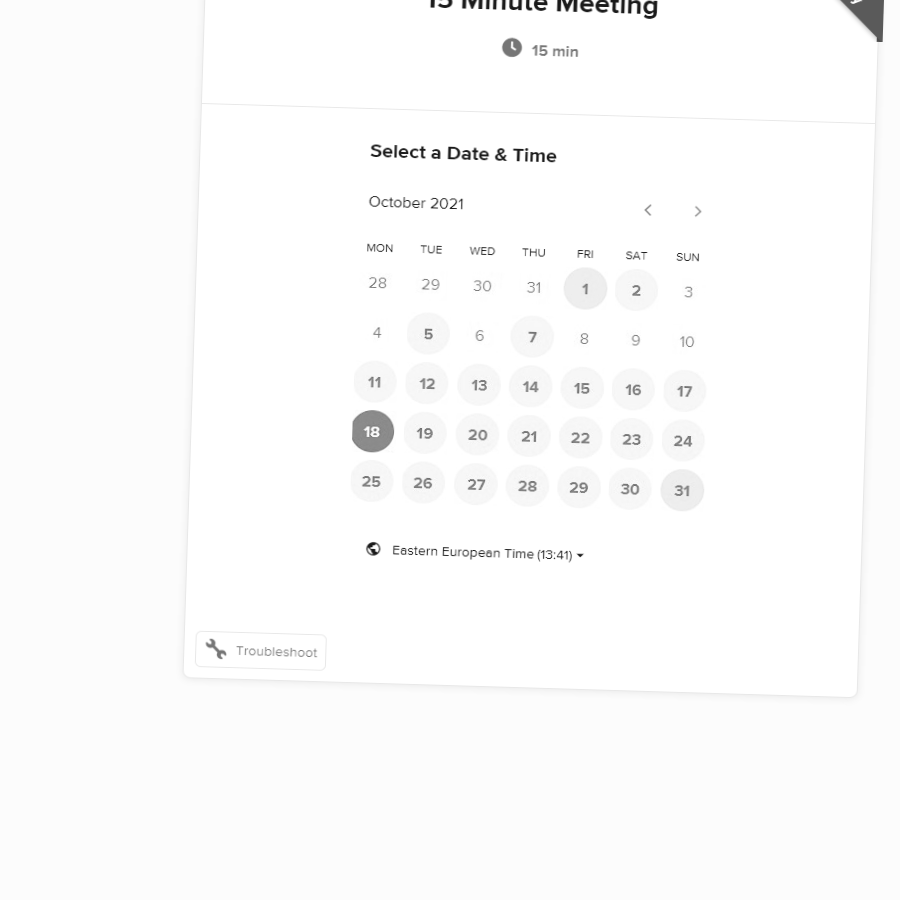 15 Minute Meeting
15 min
Select a Date & Time
October 2021
MON TUE WED THU FRI SAT SUN
28 29 30 31 1 2 3
4 5 6 7 8 9 10
11 12 13 14 15 16 17
18 19 20 21 22 23 24
25 26 27 28 29 30 31
Eastern European Time (13:41)
Troubleshoot